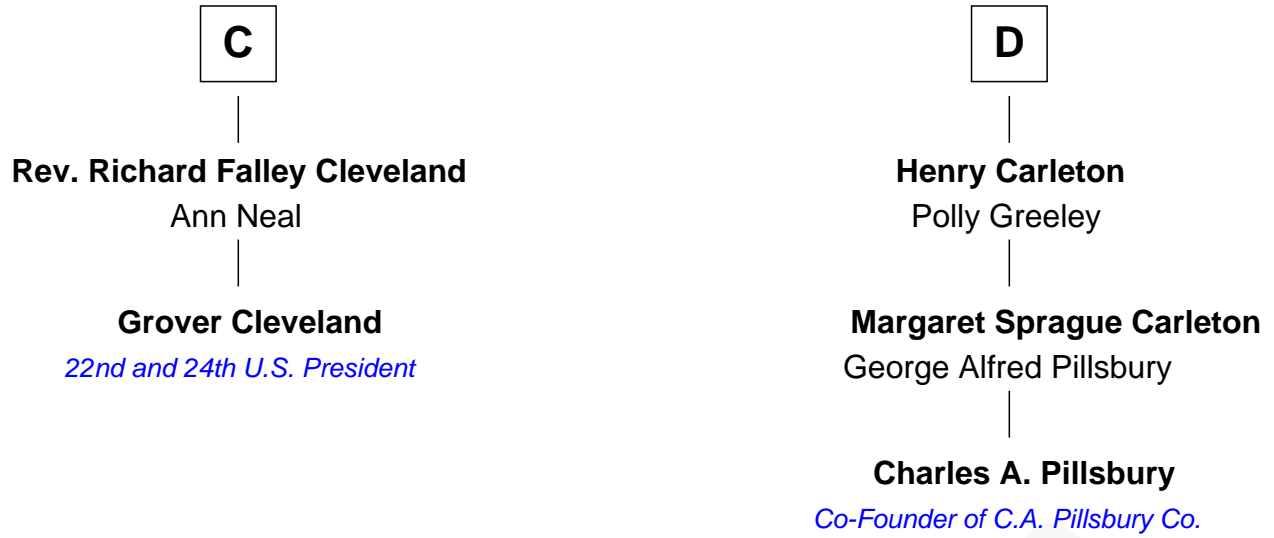 C
Rev. Richard Falley Cleveland
Ann Neal
Grover Cleveland
22nd and 24th U.S. President
D
Henry Carleton
Polly Greeley
Margaret Sprague Carleton
George Alfred Pillsbury
Charles A. Pillsbury
Co-Founder of C.A. Pillsbury Co.